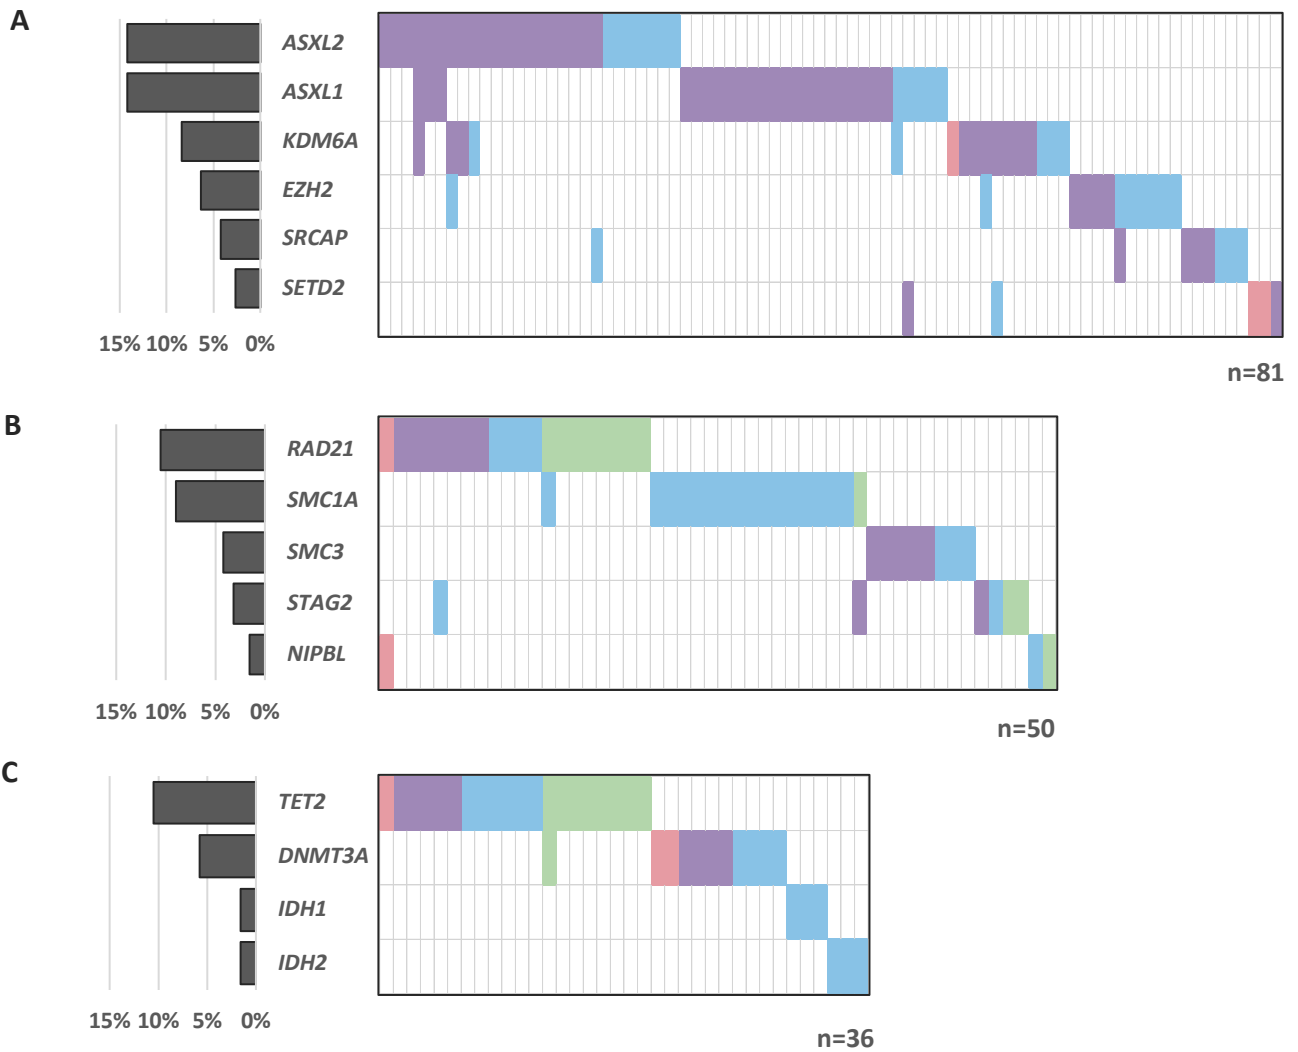 A
ASXL2
ASXL1
KDM6A
EZH2
SRCAP
SETD2
15% 10% 5% 0%
n=81
B
RAD21
SMC1A
SMC3
STAG2
NIPBL
15% 10% 5% 0%
n=50
C
TET2
DNMT3A
IDH1
IDH2
15% 10% 5% 0%
n=36